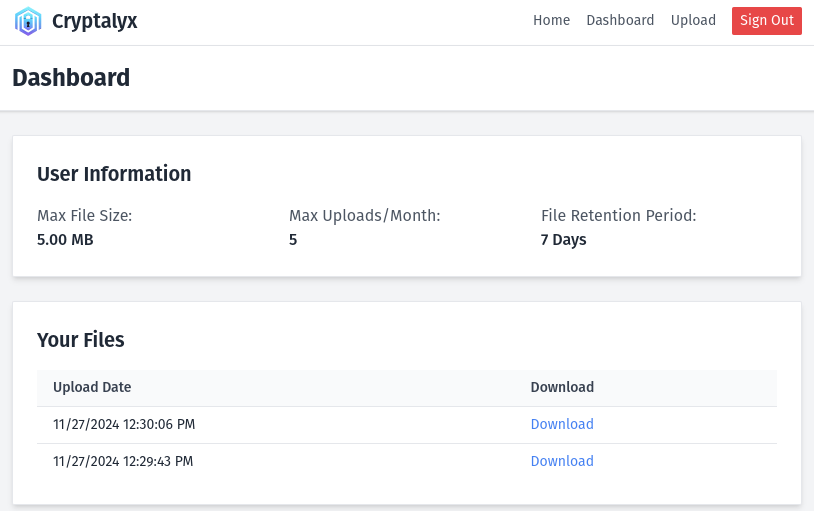 Cryptalyx Home Dashboard Upload Sign Out
Dashboard
User Information
Max File Size: Max Uploads/Month: File Retention Period:
5.00 MB 5 7 Days
Your Files
Upload Date Download
11/27/2024 12:30:06 PM Download
11/27/2024 12:29:43 PM Download